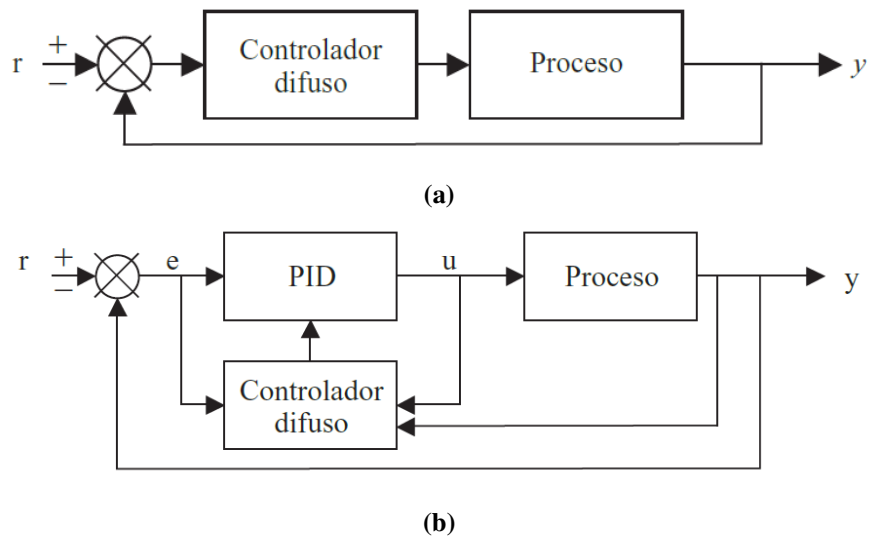 r
+
−
Controlador
difuso
Proceso
y
(a)
r
+
−
e
PID
u
Proceso
y
Controlador
difuso
(b)